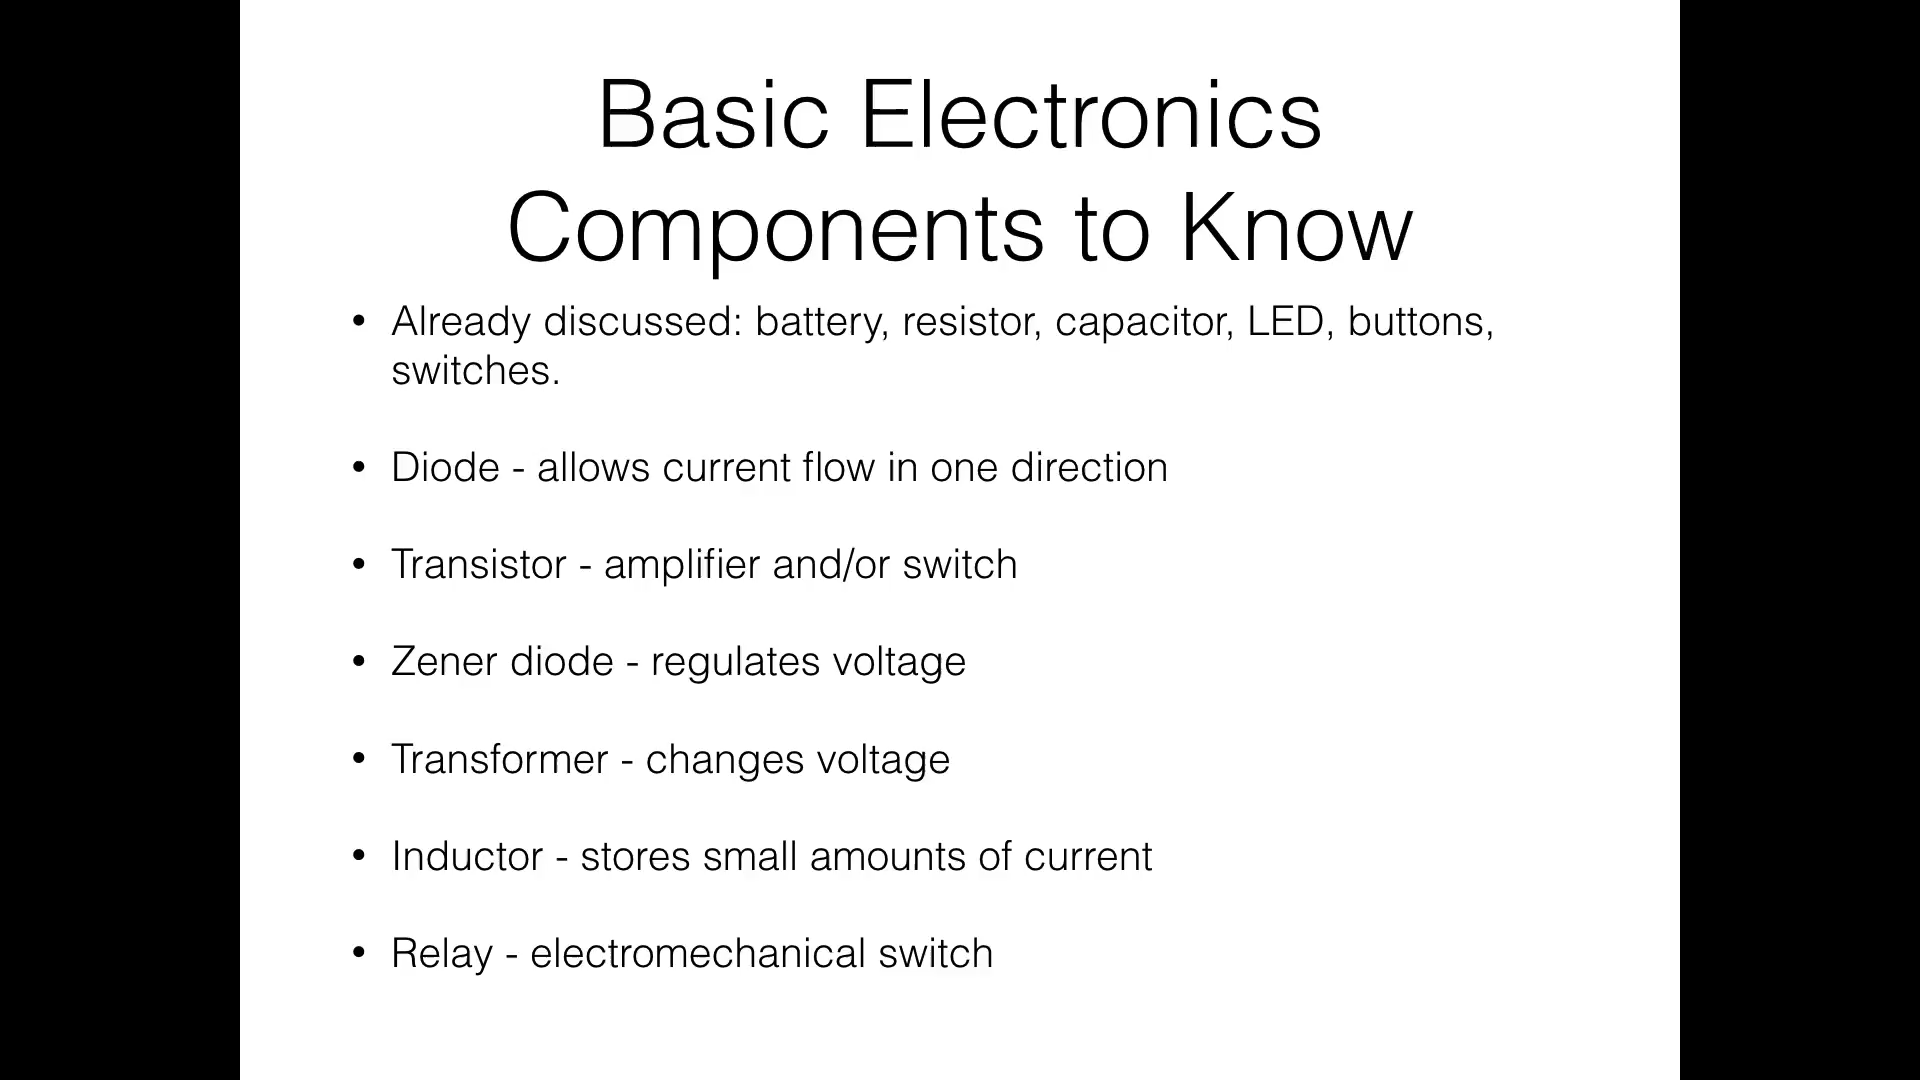 Basic Electronics
Components to Know
• Already discussed: battery, resistor, capacitor, LED, buttons,
switches.
• Diode - allows current flow in one direction
• Transistor - amplifier and/or switch
• Zener diode - regulates voltage
• Transformer - changes voltage
• Inductor - stores small amounts of current
• Relay - electromechanical switch